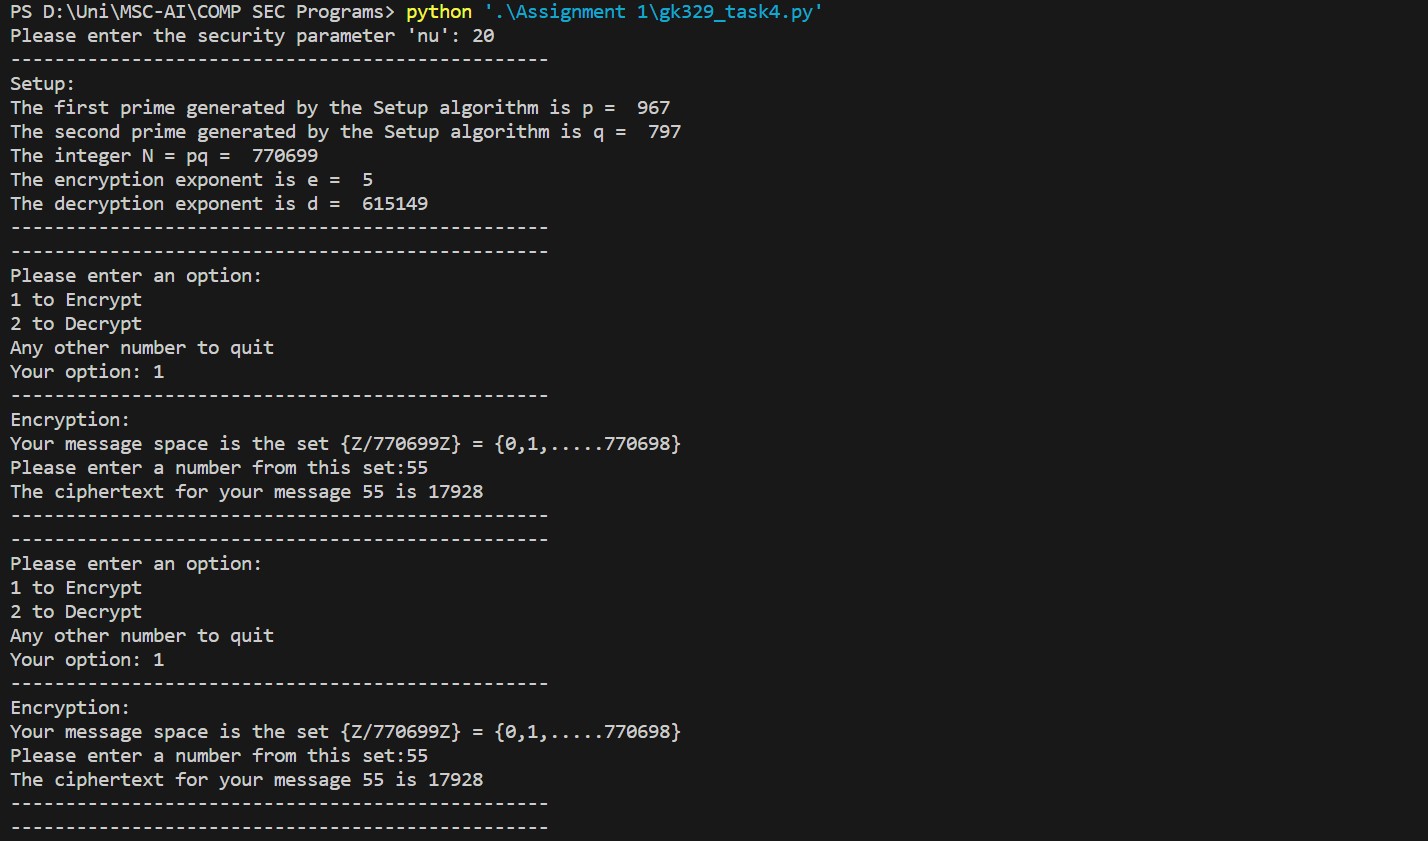 PS D:\Uni\MSC-AI\COMP SEC Programs> python '.\Assignment 1\gk329_task4.py'
Please enter the security parameter 'nu': 20
-------------------------------------------------
Setup:
The first prime generated by the Setup algorithm is p =  967
The second prime generated by the Setup algorithm is q =  797
The integer N = pq =  770699
The encryption exponent is e =  5
The decryption exponent is d =  615149
-------------------------------------------------
-------------------------------------------------
Please enter an option:
1 to Encrypt
2 to Decrypt
Any other number to quit
Your option: 1
-------------------------------------------------
Encryption:
Your message space is the set {Z/770699Z} = {0,1,.....770698}
Please enter a number from this set:55
The ciphertext for your message 55 is 17928
-------------------------------------------------
-------------------------------------------------
Please enter an option:
1 to Encrypt
2 to Decrypt
Any other number to quit
Your option: 1
-------------------------------------------------
Encryption:
Your message space is the set {Z/770699Z} = {0,1,.....770698}
Please enter a number from this set:55
The ciphertext for your message 55 is 17928
-------------------------------------------------
-------------------------------------------------